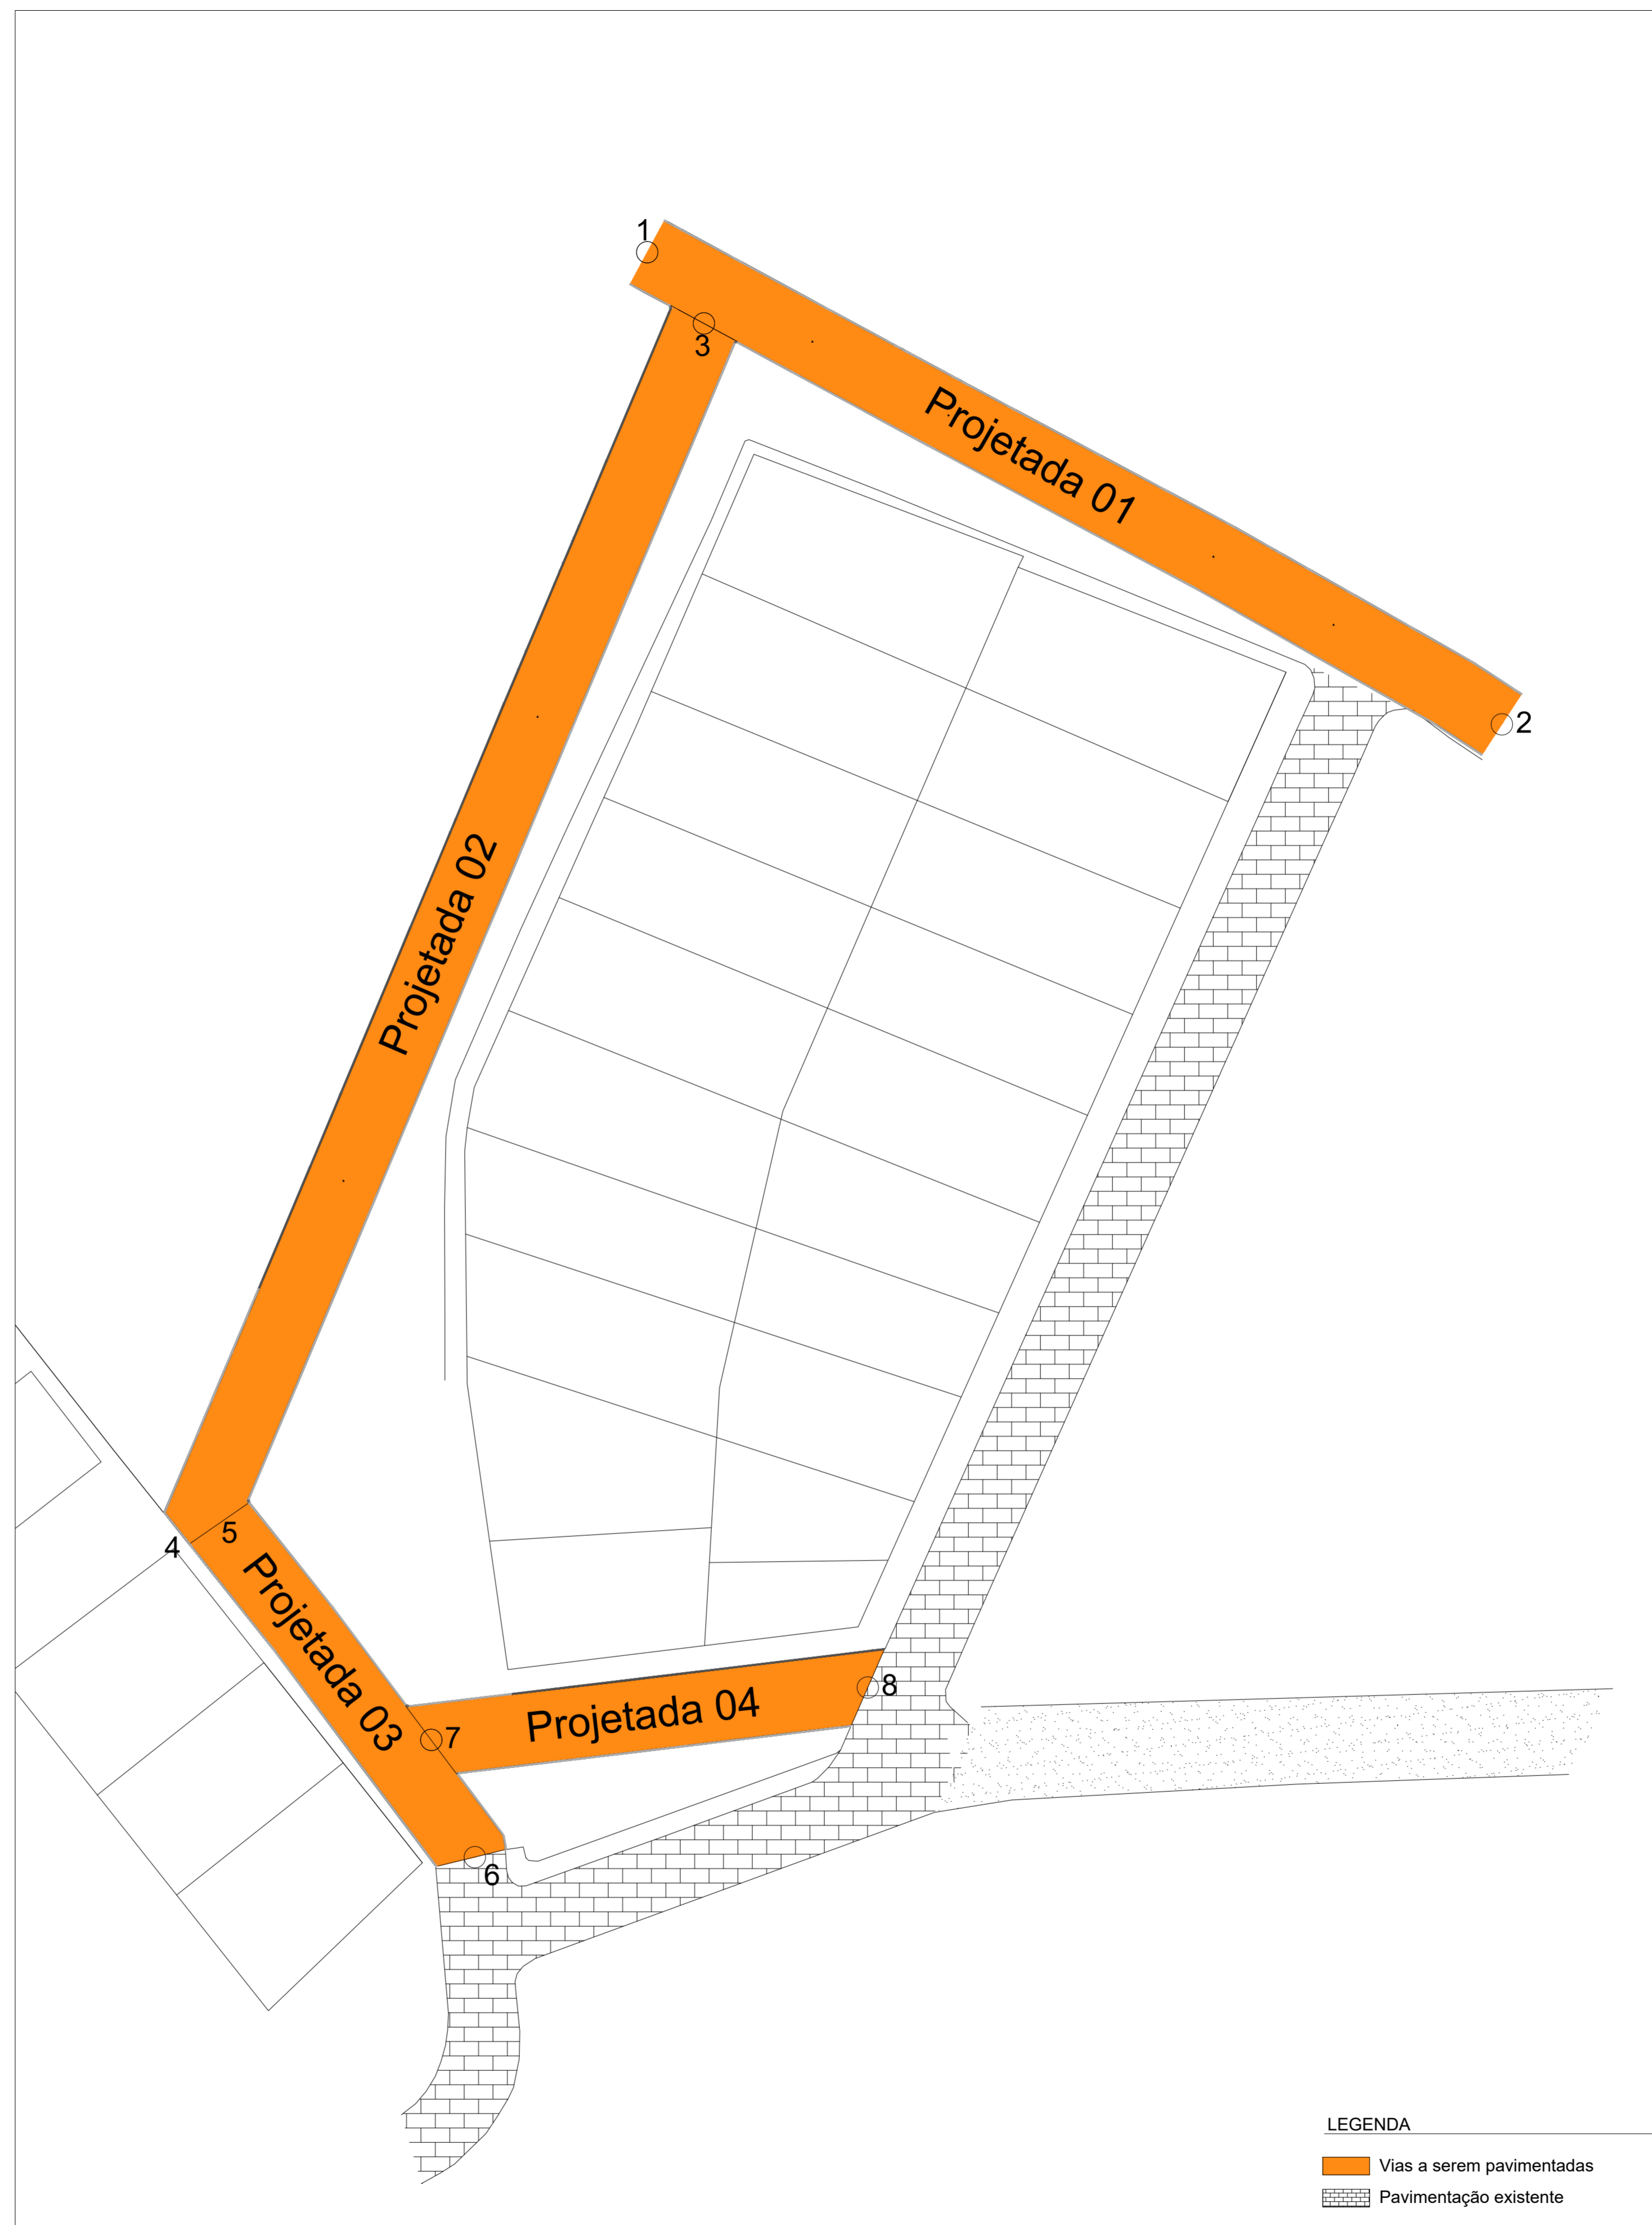 1
3
Projetada 01
2
Projetada 02
5
4
Projetada 03
8
Projetada 04
7
6
LEGENDA
Vias a serem pavimentadas
Pavimentação existente